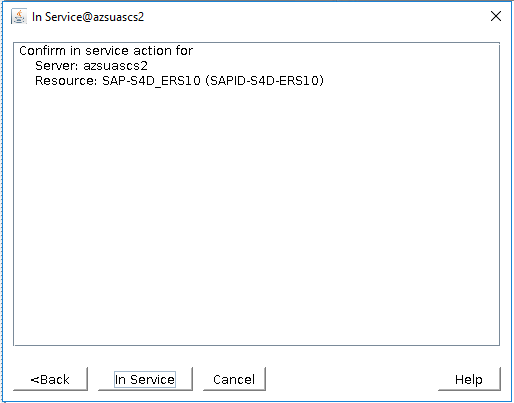 In Service@azsuascs2
Confirm in service action for
Server: azsuascs2
Resource: SAP-S4D_ERS10 (SAPID-S4D-ERS10)
<Back
In Service
Cancel
Help